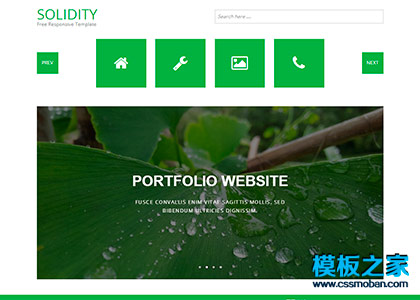 SOLIDITY
Free Responsive Template
Search here ...
PREV
NEXT
PORTFOLIO WEBSITE
FUSCE CONVALLIS ENIM VITAE SAGITTIS MOLLIS, SED
BIBENDUM ULTRICIES DIGNISSIM.
模板之家
www.cssmoban.com